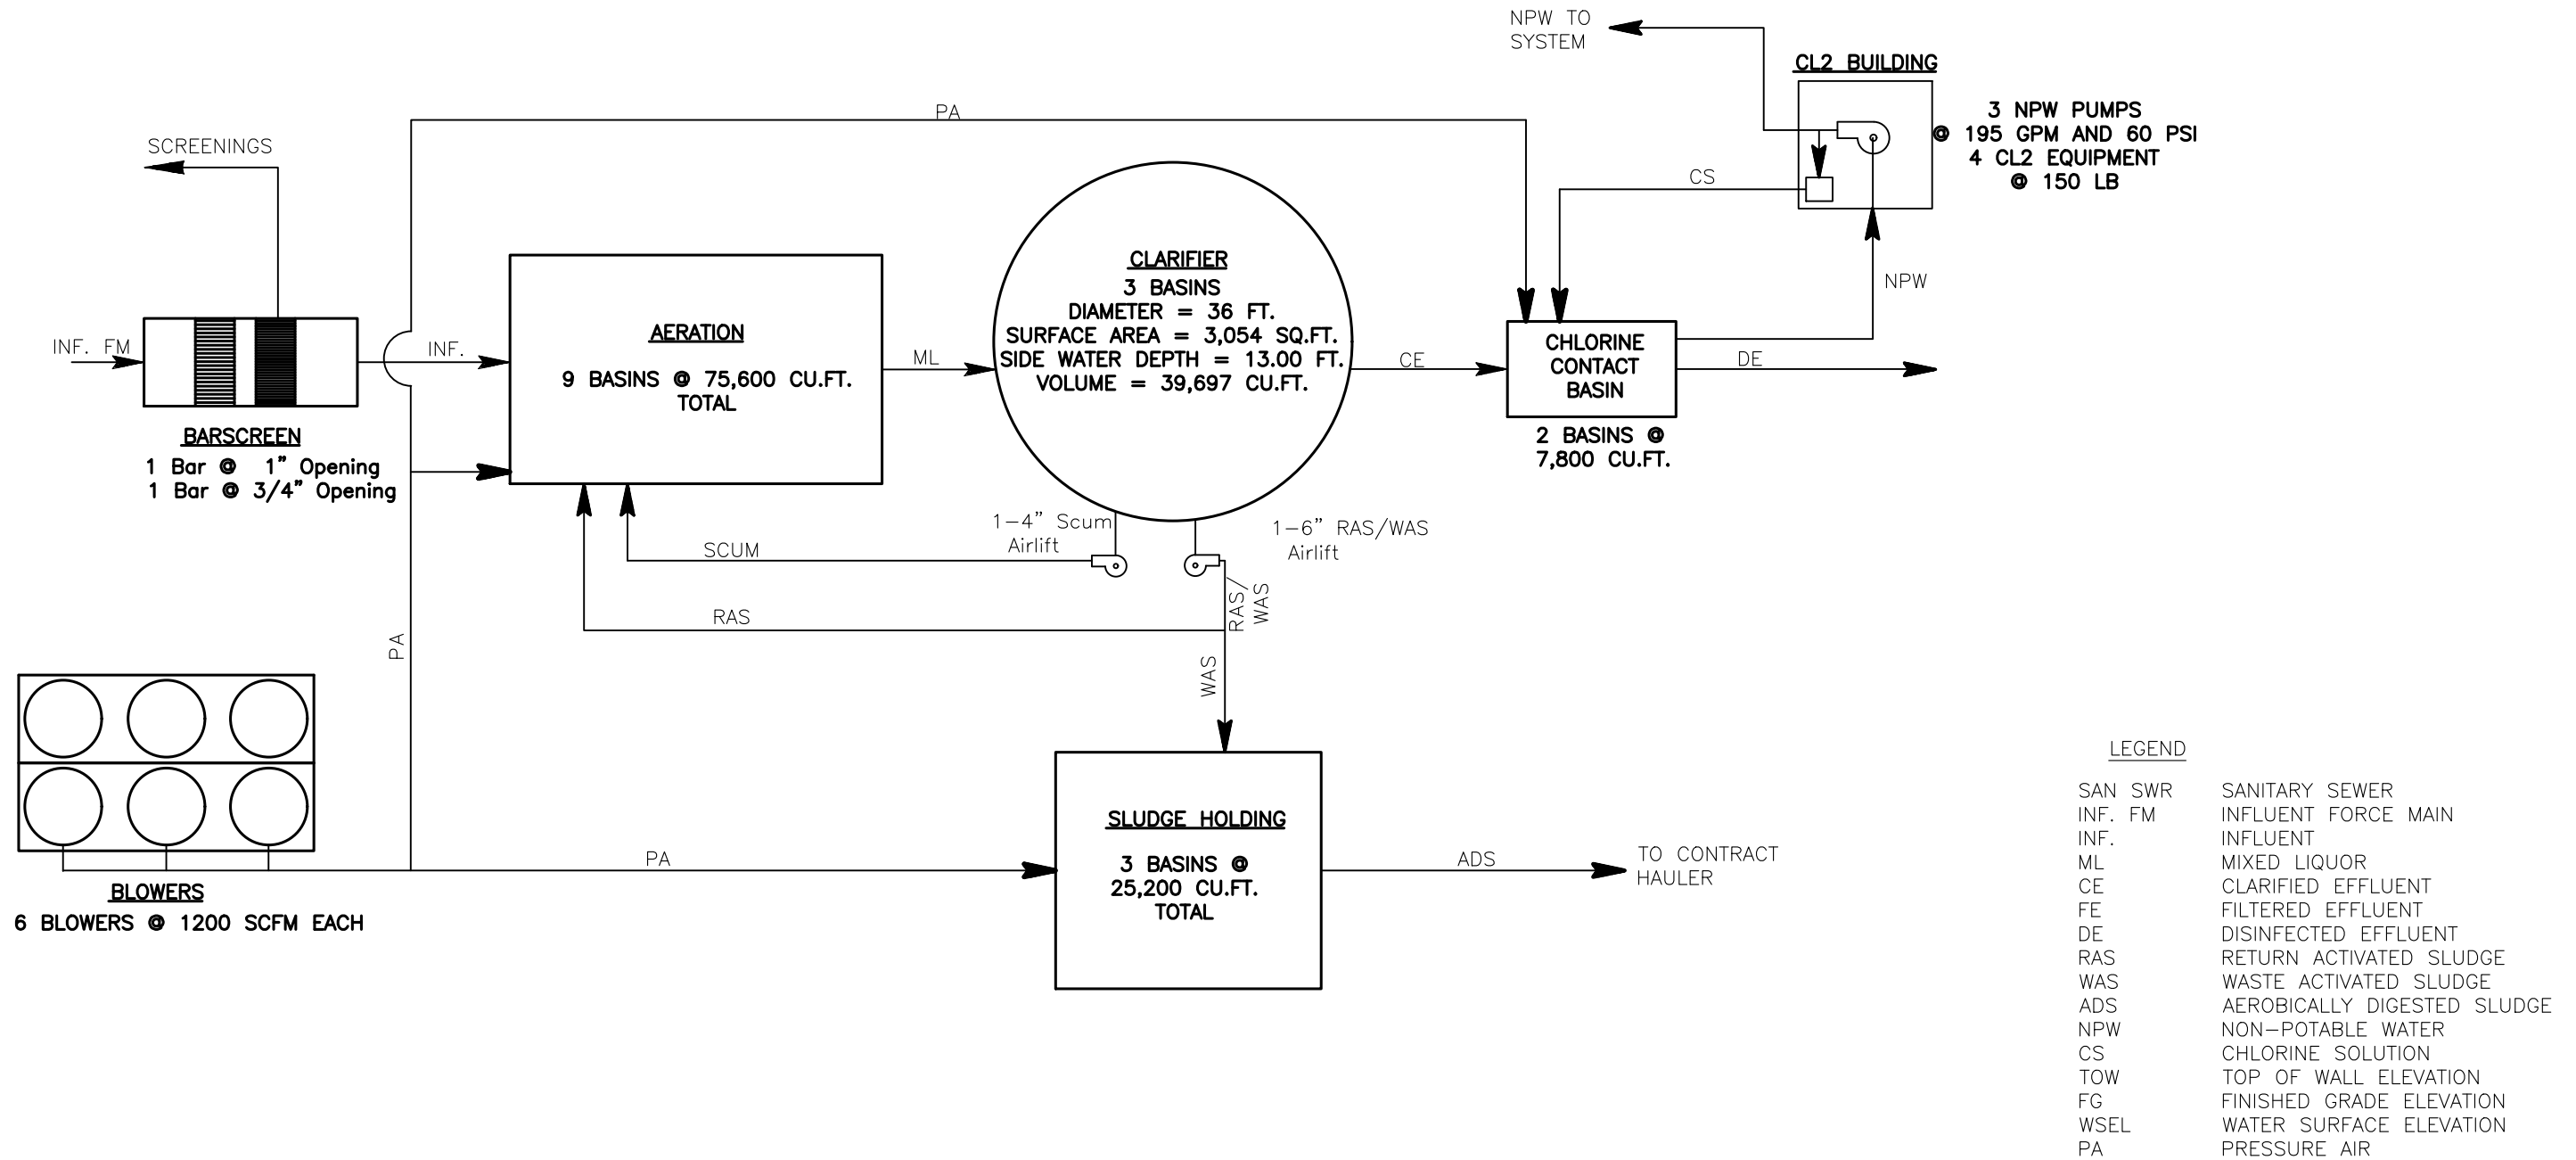 NPW TO
SYSTEM
CL2 BUILDING
3 NPW PUMPS
@ 195 GPM AND 60 PSI
4 CL2 EQUIPMENT
@ 150 LB
PA
SCREENINGS
CS
NPW
CLARIFIER
3 BASINS
DIAMETER = 36 FT.
SURFACE AREA = 3,054 SQ.FT.
SIDE WATER DEPTH = 13.00 FT.
VOLUME = 39,697 CU.FT.
INF. FM
INF.
AERATION
9 BASINS @ 75,600 CU.FT.
TOTAL
ML
CE
CHLORINE
CONTACT
BASIN
DE
2 BASINS @
7,800 CU.FT.
BARSCREEN
1 Bar @ 1" Opening
1 Bar @ 3/4" Opening
1-4" Scum
Airlift
1-6" RAS/WAS
Airlift
SCUM
RAS
RAS/
WAS
PA
WAS
BLOWERS
6 BLOWERS @ 1200 SCFM EACH
PA
SLUDGE HOLDING
3 BASINS @
25,200 CU.FT.
TOTAL
ADS
TO CONTRACT
HAULER
LEGEND
SAN SWR SANITARY SEWER
INF. FM INFLUENT FORCE MAIN
INF. INFLUENT
ML MIXED LIQUOR
CE CLARIFIED EFFLUENT
FE FILTERED EFFLUENT
DE DISINFECTED EFFLUENT
RAS RETURN ACTIVATED SLUDGE
WAS WASTE ACTIVATED SLUDGE
ADS AEROBICALLY DIGESTED SLUDGE
NPW NON-POTABLE WATER
CS CHLORINE SOLUTION
TOW TOP OF WALL ELEVATION
FG FINISHED GRADE ELEVATION
WSEL WATER SURFACE ELEVATION
PA PRESSURE AIR